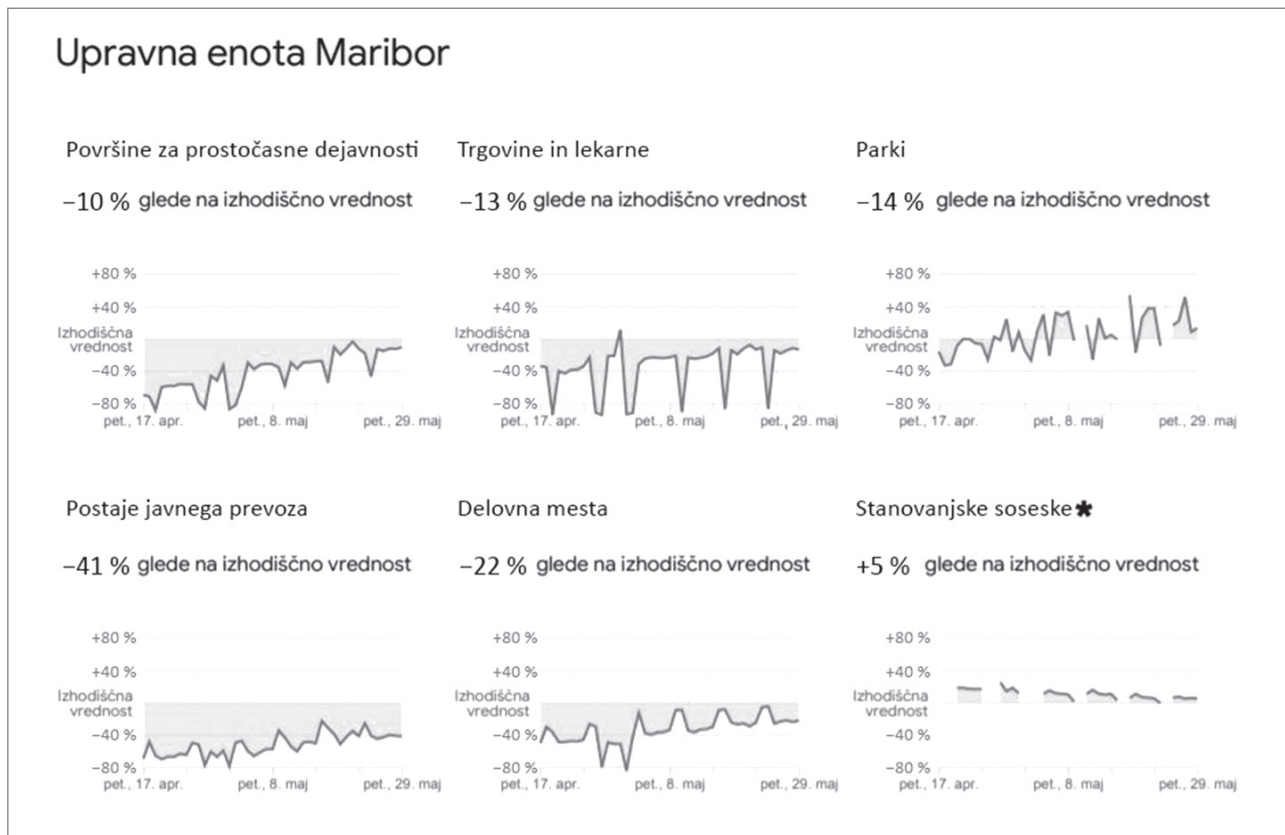 Upravna enota Maribor
Površine za prostočasne dejavnosti
−10 % glede na izhodiščno vrednost
+80 %
+40 %
Izhodiščna
vrednost
−40 %
−80 %
pet., 17. apr. pet., 8. maj pet., 29. maj
Trgovine in lekarne
−13 % glede na izhodiščno vrednost
+80 %
+40 %
Izhodiščna
vrednost
−40 %
−80 %
pet., 17. apr. pet., 8. maj pet., 29. maj
Parki
−14 % glede na izhodiščno vrednost
+80 %
+40 %
Izhodiščna
vrednost
−40 %
−80 %
pet., 17. apr. pet., 8. maj pet., 29. maj
Postaje javnega prevoza
−41 % glede na izhodiščno vrednost
+80 %
+40 %
Izhodiščna
vrednost
−40 %
−80 %
pet., 17. apr. pet., 8. maj pet., 29. maj
Delovna mesta
−22 % glede na izhodiščno vrednost
+80 %
+40 %
Izhodiščna
vrednost
−40 %
−80 %
pet., 17. apr. pet., 8. maj pet., 29. maj
Stanovanjske soseske*
+5 % glede na izhodiščno vrednost
+80 %
+40 %
Izhodiščna
vrednost
−40 %
−80 %
pet., 17. apr. pet., 8. maj pet., 29. maj